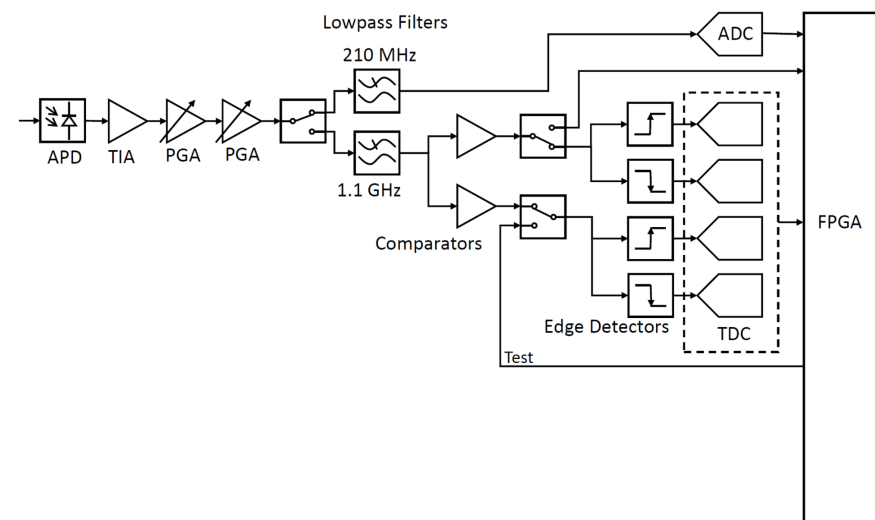 Lowpass Filters
210 MHz
ADC
APD
TIA
PGA
PGA
1.1 GHz
Comparators
FPGA
Edge Detectors
TDC
Test